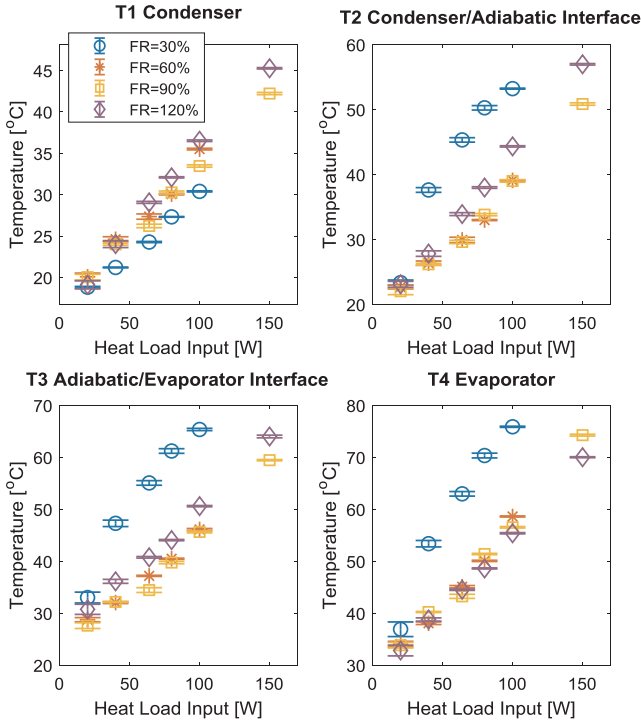 T1 Condenser
45
40
35
30
25
20
0
50
100
150
Temperature [°C]
Heat Load Input [W]
FR=30%
FR=60%
FR=90%
FR=120%
T2 Condenser/Adiabatic Interface
60
50
40
30
20
0
50
100
150
Temperature [°C]
Heat Load Input [W]
T3 Adiabatic/Evaporator Interface
70
60
50
40
30
20
0
50
100
150
Temperature [°C]
Heat Load Input [W]
T4 Evaporator
80
70
60
50
40
30
0
50
100
150
Temperature [°C]
Heat Load Input [W]